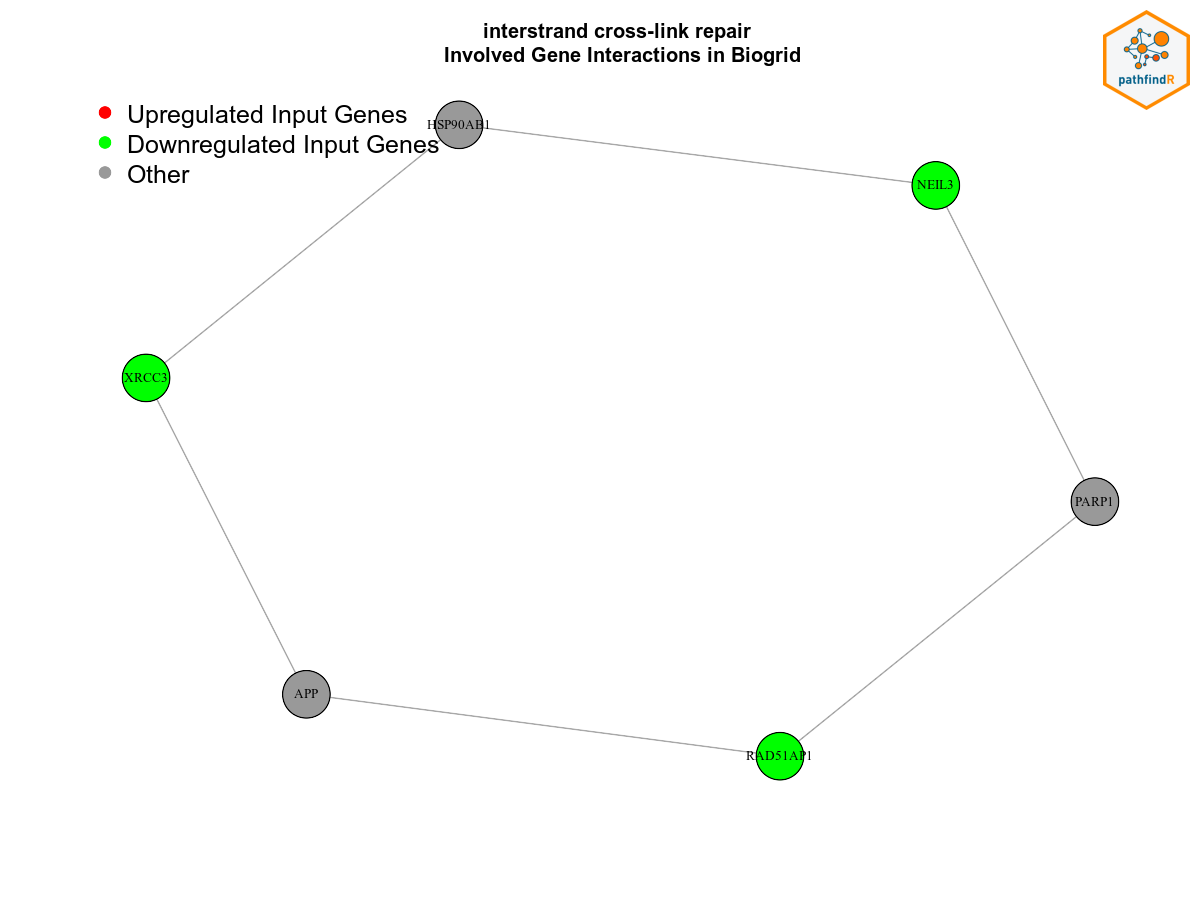 interstrand cross-link repair
Involved Gene Interactions in Biogrid
pathfindR
Upregulated Input Genes
Downregulated Input Genes
Other
HSP90AB1
NEIL3
XRCC3
PARP1
APP
RAD51AP1